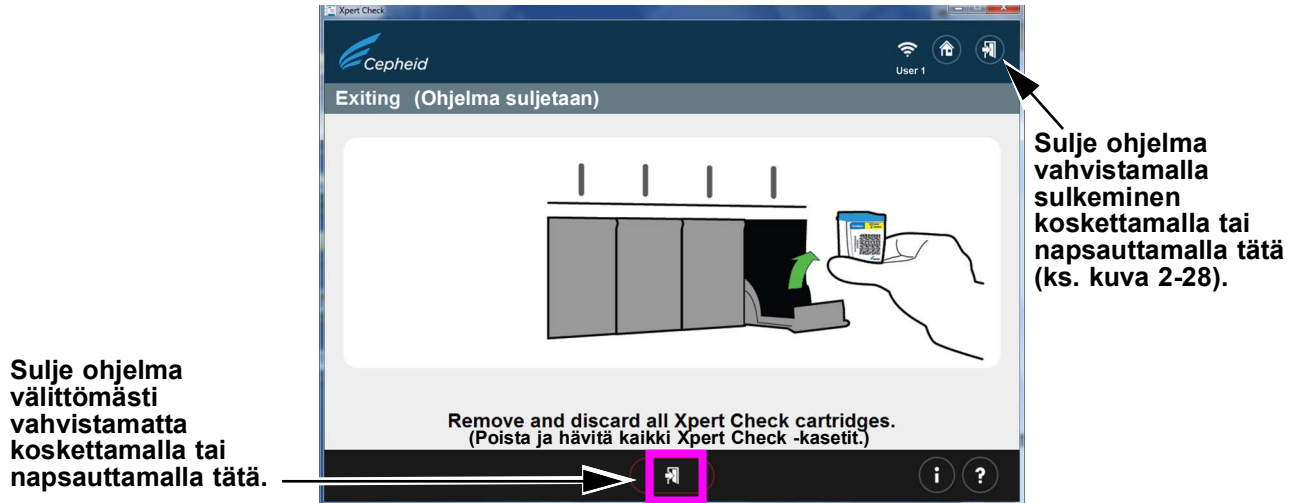 Xpert Check
Cepheid
User 1
Exiting (Ohjelma suljetaan)
Sulje ohjelma
vahvistamalla
sulkeminen
koskettamalla tai
napsauttamalla tätä
(ks. kuva 2-28).
Sulje ohjelma
välittömästi
vahvistamatta
koskettamalla tai
napsauttamalla tätä.
Remove and discard all Xpert Check cartridges.
(Poista ja hävitä kaikki Xpert Check -kasetit.)
i ?